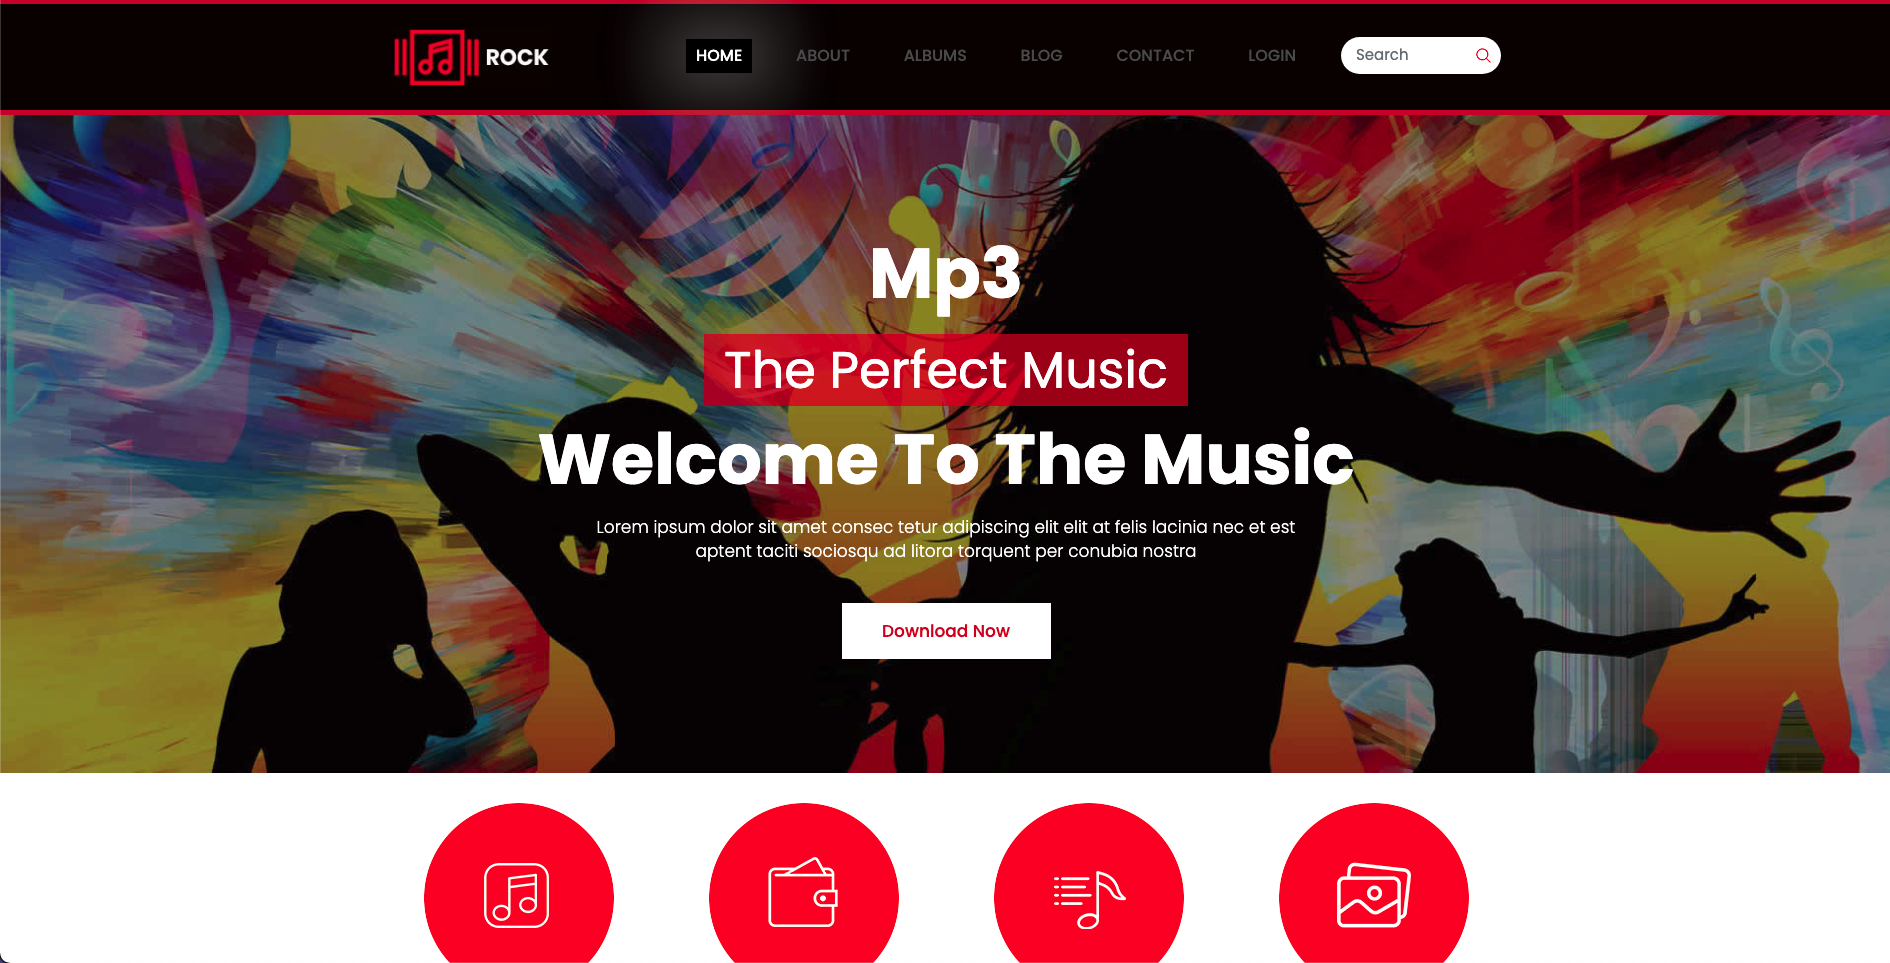 ROCK
HOME
ABOUT
ALBUMS
BLOG
CONTACT
LOGIN
Search
Mp3
The Perfect Music
Welcome To The Music
Lorem ipsum dolor sit amet consec tetur adipiscing elit elit at felis lacinia nec et est
aptent taciti sociosqu ad litora torquent per conubia nostra
Download Now